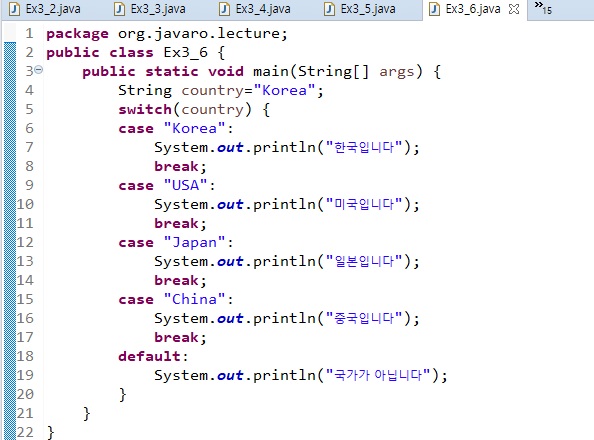 Ex3_2.java Ex3_3.java Ex3_4.java Ex3_5.java Ex3_6.java »15
1 package org.javaro.lecture;
2 public class Ex3_6 {
3 public static void main(String[] args) {
4 String country="Korea";
5 switch(country) {
6 case "Korea":
7 System.out.println("한국입니다");
8 break;
9 case "USA":
10 System.out.println("미국입니다");
11 break;
12 case "Japan":
13 System.out.println("일본입니다");
14 break;
15 case "China":
16 System.out.println("중국입니다");
17 break;
18 default:
19 System.out.println("국가가 아닙니다");
20 }
21 }
22 }